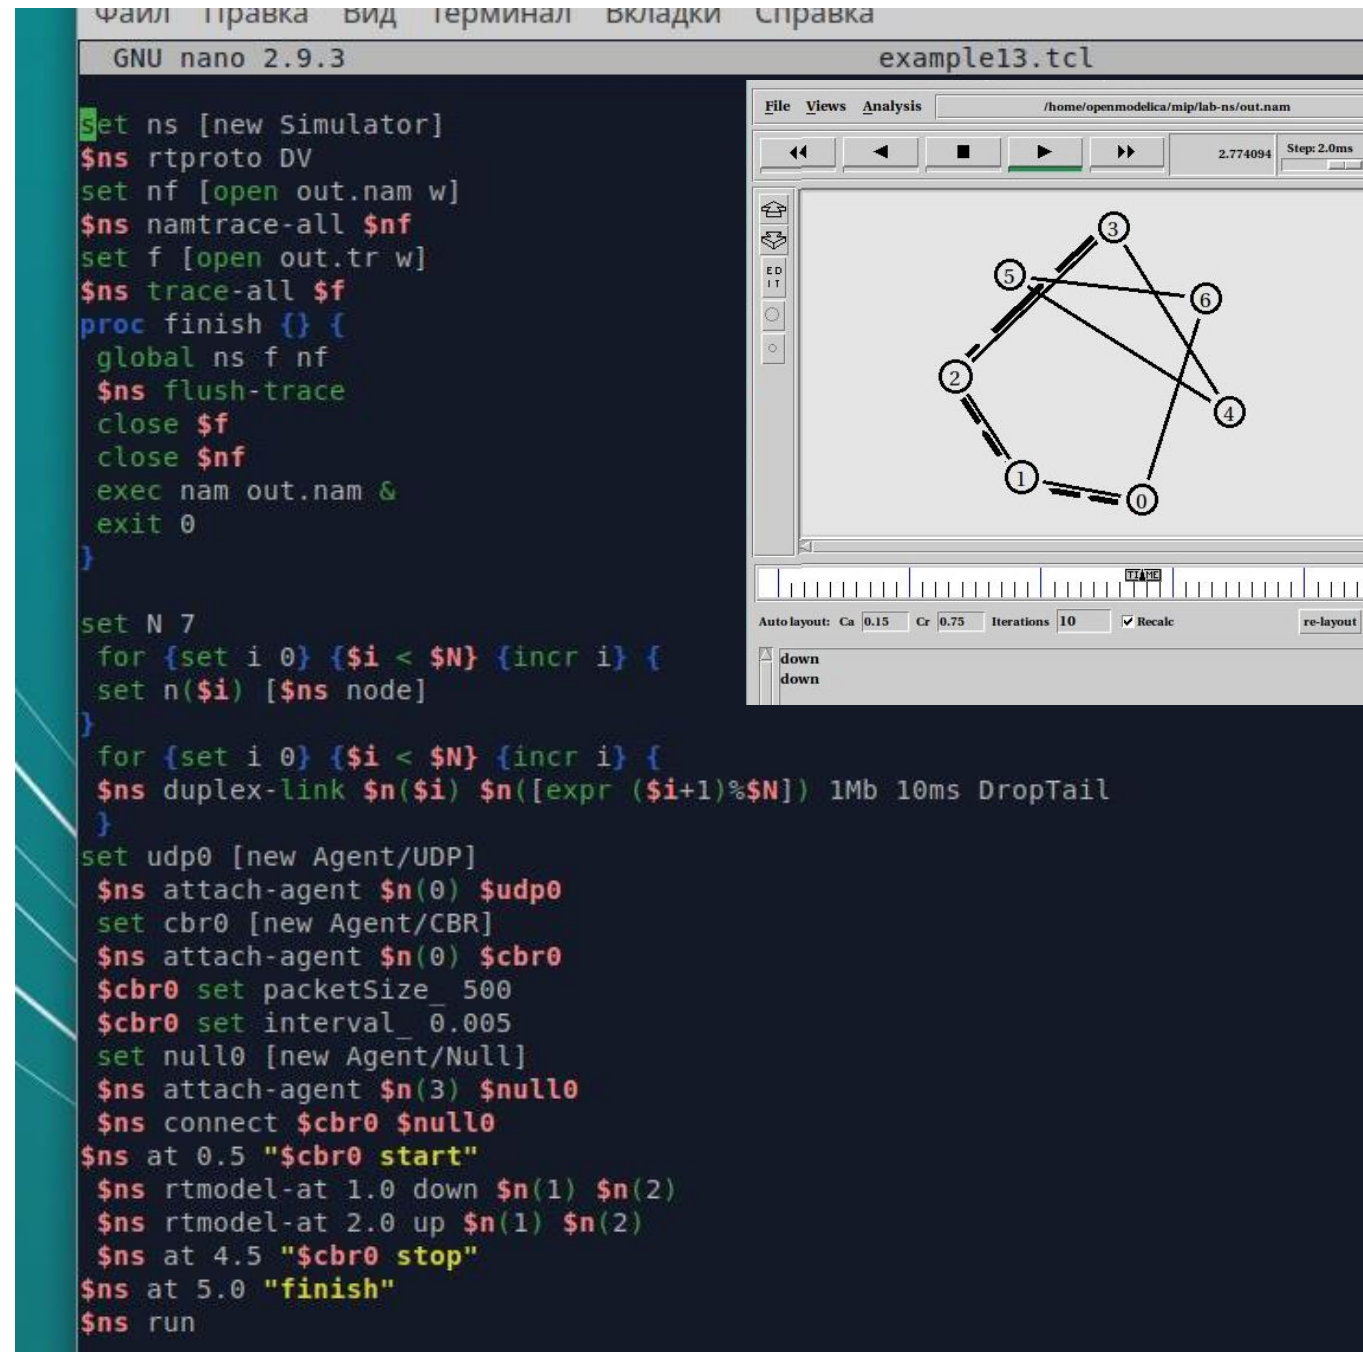 Файл Правка Вид Терминал Вкладки Справка
GNU nano 2.9.3 example13.tcl
set ns [new Simulator]
$ns rtproto DV
set nf [open out.nam w]
$ns namtrace-all $nf
set f [open out.tr w]
$ns trace-all $f
proc finish {} {
global ns f nf
$ns flush-trace
close $f
close $nf
exec nam out.nam &
exit 0
}
set N 7
for {set i 0} {$i < $N} {incr i} {
set n($i) [$ns node]
}
for {set i 0} {$i < $N} {incr i} {
$ns duplex-link $n($i) $n([expr ($i+1)%$N]) 1Mb 10ms DropTail
}
set udp0 [new Agent/UDP]
$ns attach-agent $n(0) $udp0
set cbr0 [new Agent/CBR]
$ns attach-agent $n(0) $cbr0
$cbr0 set packetSize_ 500
$cbr0 set interval_ 0.005
set null0 [new Agent/Null]
$ns attach-agent $n(3) $null0
$ns connect $cbr0 $null0
$ns at 0.5 "$cbr0 start"
$ns rtmodel-at 1.0 down $n(1) $n(2)
$ns rtmodel-at 2.0 up $n(1) $n(2)
$ns at 4.5 "$cbr0 stop"
$ns at 5.0 "finish"
$ns run
File Views Analysis /home/openmodelica/mip/lab-ns/out.nam
2.774094 Step: 2.0ms
ED
IT
3
5
6
2
4
1
0
TIME
Auto layout: Ca 0.15 Cr 0.75 Iterations 10 Recalc re-layout
down
down